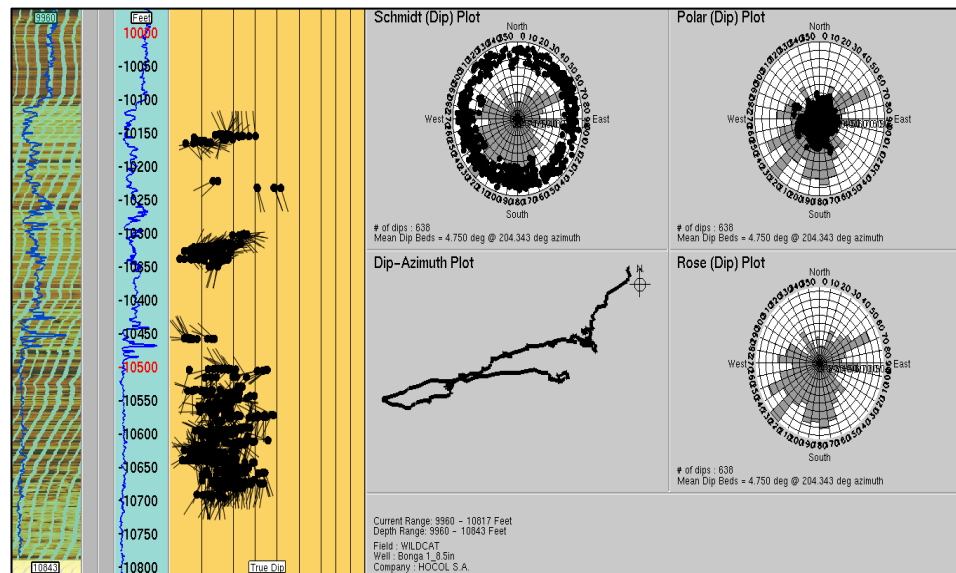 9960
Feet
10000
-10050
-10100
-10150
-10200
-10250
-10300
-10350
-10400
-10450
10500
-10550
-10600
-10650
-10700
-10750
-10800
10843
True Dip
Schmidt (Dip) Plot
North
West
East
South
# of dips : 638
Mean Dip Beds = 4.750 deg @ 204.343 deg azimuth
Polar (Dip) Plot
North
West
East
South
# of dips : 638
Mean Dip Beds = 4.750 deg @ 204.343 deg azimuth
Dip-Azimuth Plot
N
Rose (Dip) Plot
North
West
East
South
# of dips : 638
Mean Dip Beds = 4.750 deg @ 204.343 deg azimuth
Current Range: 9960 - 10817 Feet
Depth Range: 9960 - 10843 Feet
Field : WILDCAT
Well : Bonga 1_8.5in
Company : HOCOL S.A.